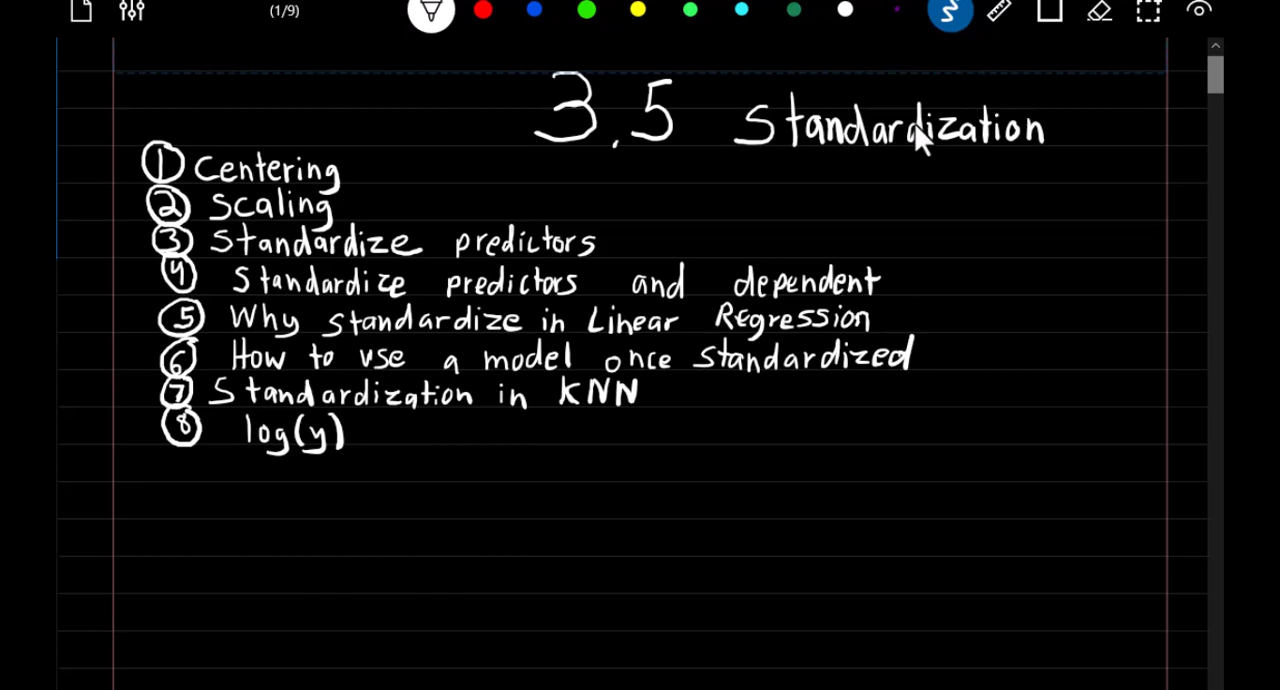 (1/9)
3.5 Standardization
① Centering
② Scaling
③ Standardize predictors
④ Standardize predictors and dependent
⑤ Why standardize in Linear Regression
⑥ How to use a model once standardized
⑦ Standardization in KNN
⑧ log(y)